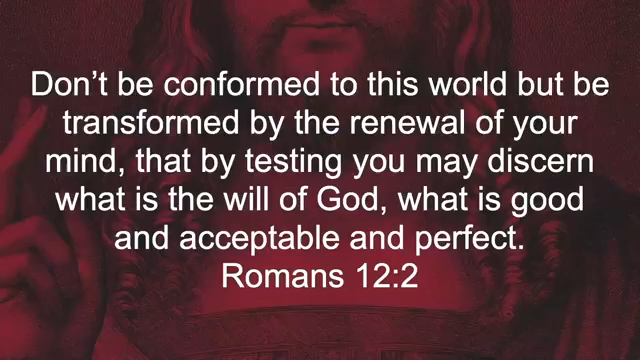 Don’t be conformed to this world but be
transformed by the renewal of your
mind, that by testing you may discern
what is the will of God, what is good
and acceptable and perfect.
Romans 12:2